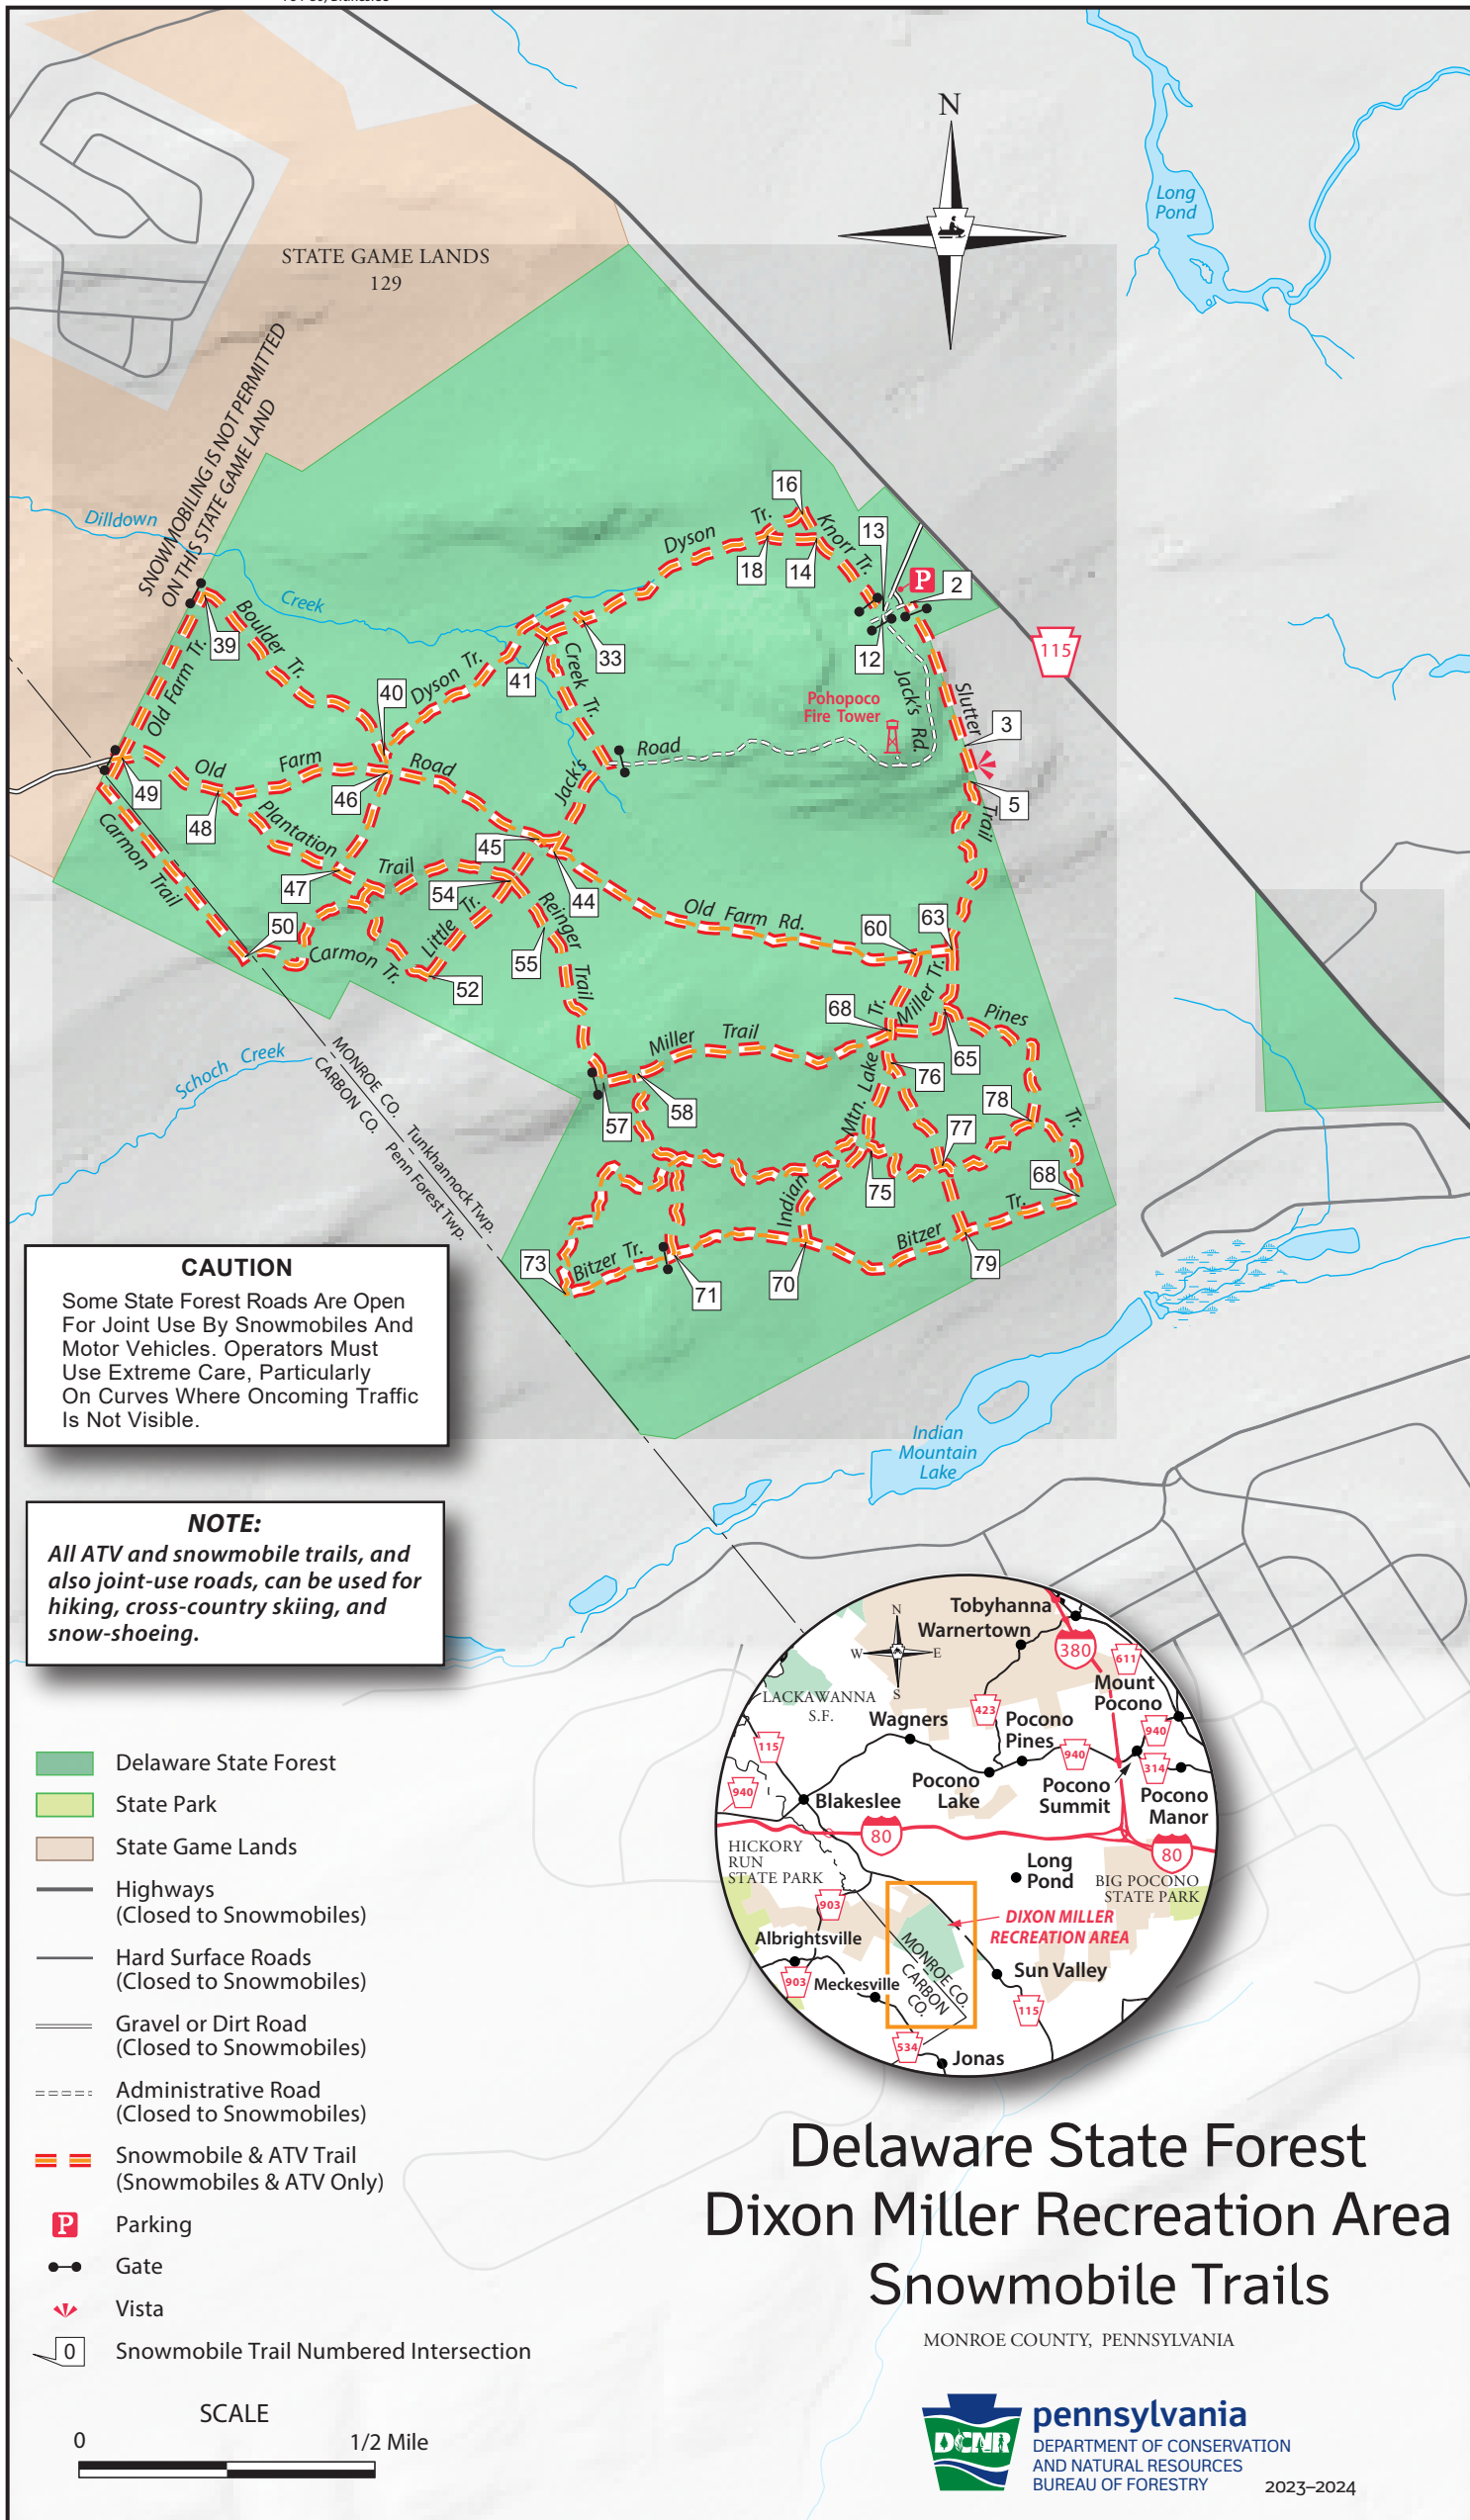 N
Long
Pond
STATE GAME LANDS
129
SNOWMOBILING IS NOT PERMITTED
ON THIS STATE GAME LAND
Dilldown
Creek
16
Dyson Tr.
Knorr Tr.
13
18
14
P
2
39
Boulder Tr.
Old Farm Tr.
40
Dyson Tr.
41
33
Creek Tr.
12
Jack's Rd.
Slutter
115
Pohopoco
Fire Tower
3
Jack's
Road
5
Trail
49
Old Farm Road
48
46
Plantation
Trail
Carmon Trail
45
47
54
44
Little Tr.
Reinger
Trail
Old Farm Rd.
60
63
50
Carmon Tr.
52
55
68
Tr.
Miller Tr.
Pines
Tr.
65
Miller Trail
Mtn. Lake
76
Schoch Creek
MONROE CO.
CARBON CO.
Tunkhannock Twp.
Penn Forest Twp.
57
58
78
77
75
68
Indian
73
Bitzer Tr.
71
70
Bitzer
Tr.
79
CAUTION
Some State Forest Roads Are Open
For Joint Use By Snowmobiles And
Motor Vehicles. Operators Must
Use Extreme Care, Particularly
On Curves Where Oncoming Traffic
Is Not Visible.
Indian
Mountain
Lake
NOTE:
All ATV and snowmobile trails, and
also joint-use roads, can be used for
hiking, cross-country skiing, and
snow-shoeing.
N
W
E
S
Tobyhanna
Warnertown
380
611
LACKAWANNA
S.F.
Mount
Pocono
423
Wagners
Pocono
Pines
115
940
940
940
314
Pocono
Lake
Pocono
Summit
Pocono
Manor
Blakeslee
80
80
HICKORY
RUN
STATE PARK
Long
Pond
BIG POCONO
STATE PARK
903
DIXON MILLER
RECREATION AREA
Albrightsville
MONROE CO.
CARBON
CO.
903
Meckesville
Sun Valley
115
534
Jonas
Delaware State Forest
State Park
State Game Lands
Highways
(Closed to Snowmobiles)
Hard Surface Roads
(Closed to Snowmobiles)
Gravel or Dirt Road
(Closed to Snowmobiles)
Administrative Road
(Closed to Snowmobiles)
Snowmobile & ATV Trail
(Snowmobiles & ATV Only)
P
Parking
Gate
Vista
0
Snowmobile Trail Numbered Intersection
SCALE
0
1/2 Mile
Delaware State Forest
Dixon Miller Recreation Area
Snowmobile Trails
MONROE COUNTY, PENNSYLVANIA
DCNR
pennsylvania
DEPARTMENT OF CONSERVATION
AND NATURAL RESOURCES
BUREAU OF FORESTRY
2023–2024